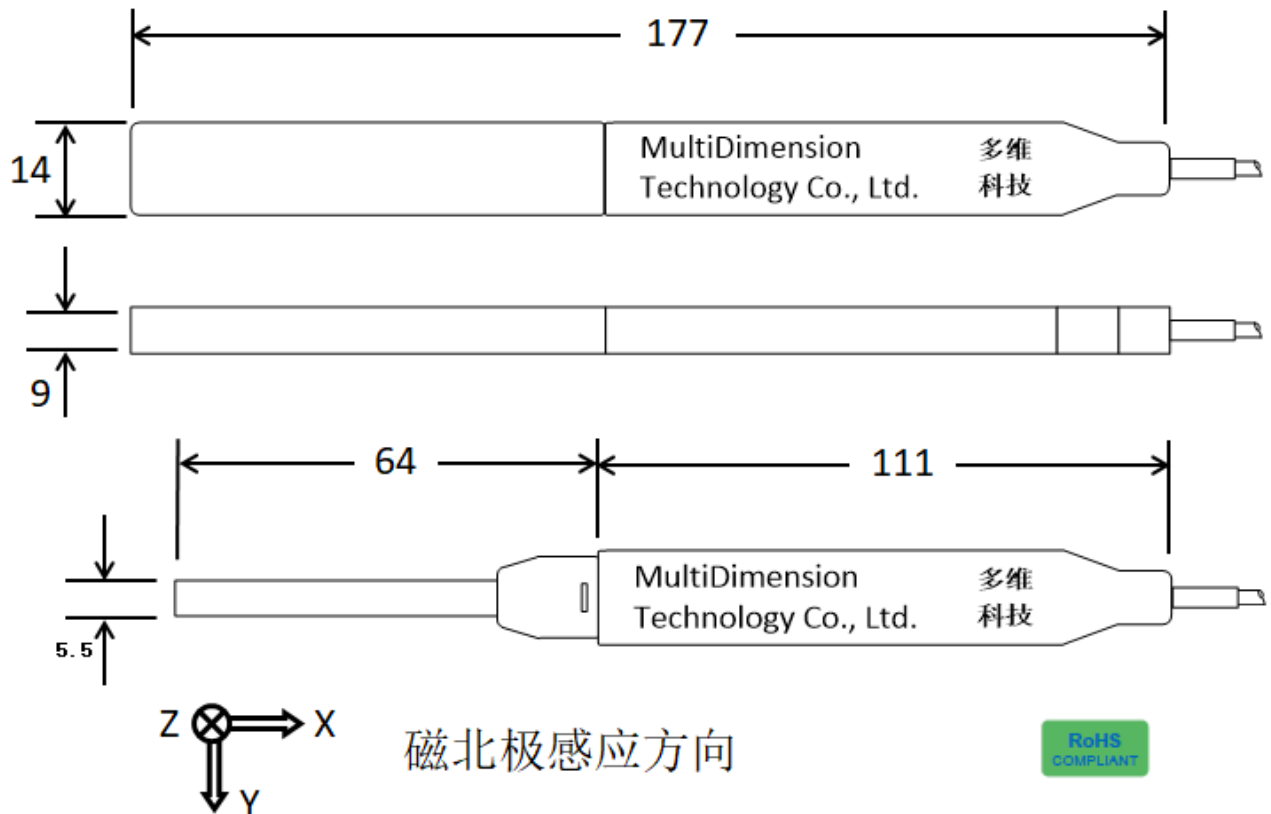 177
14
MultiDimension
Technology Co., Ltd.
多维
科技
9
64
111
5.5
MultiDimension
Technology Co., Ltd.
多维
科技
Z
X
Y
磁北极感应方向
RoHS
COMPLIANT